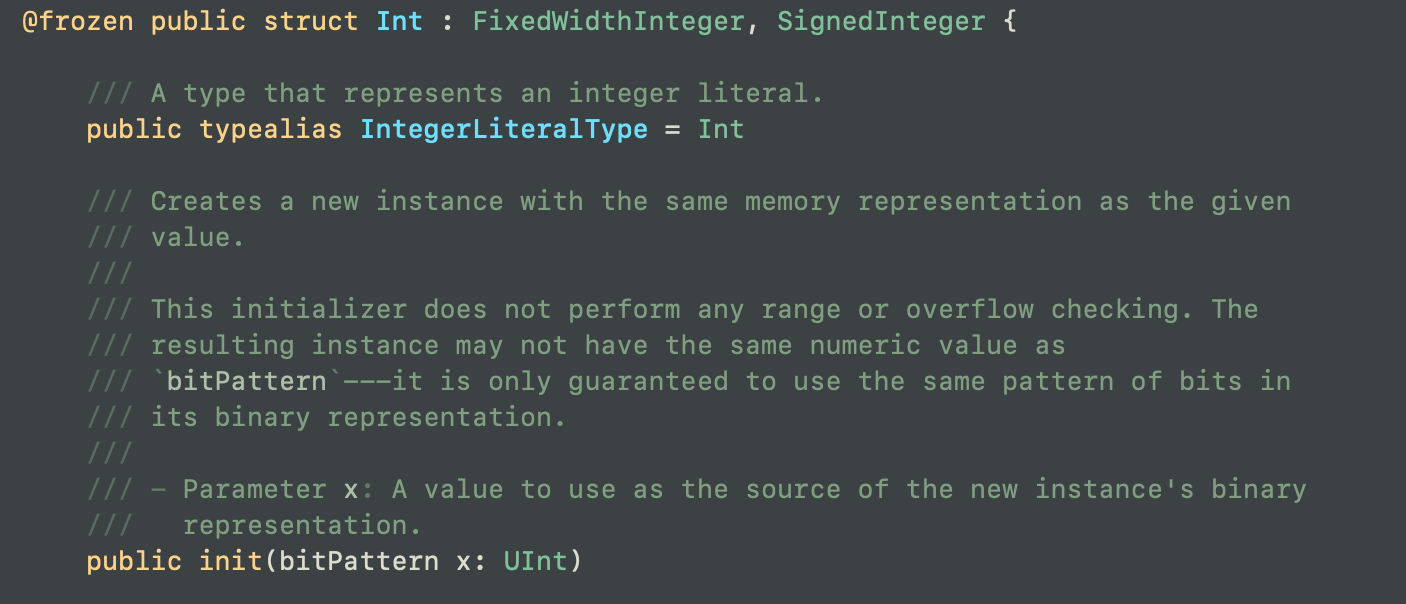 @frozen public struct Int : FixedWidthInteger, SignedInteger {
/// A type that represents an integer literal.
public typealias IntegerLiteralType = Int
/// Creates a new instance with the same memory representation as the given
/// value.
///
/// This initializer does not perform any range or overflow checking. The
/// resulting instance may not have the same numeric value as
/// `bitPattern`---it is only guaranteed to use the same pattern of bits in
/// its binary representation.
///
/// - Parameter x: A value to use as the source of the new instance's binary
///   representation.
public init(bitPattern x: UInt)